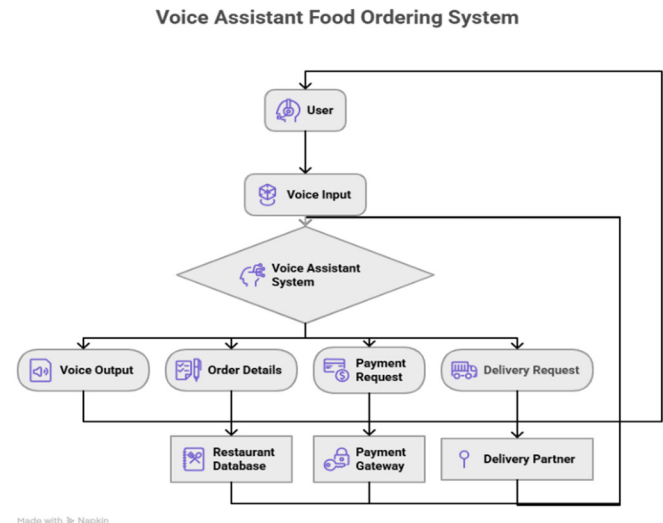 Voice Assistant Food Ordering System
User
Voice Input
Voice Assistant
System
Voice Output
Order Details
Payment
Request
Delivery Request
Restaurant
Database
Payment
Gateway
Delivery Partner
Made with Napkin